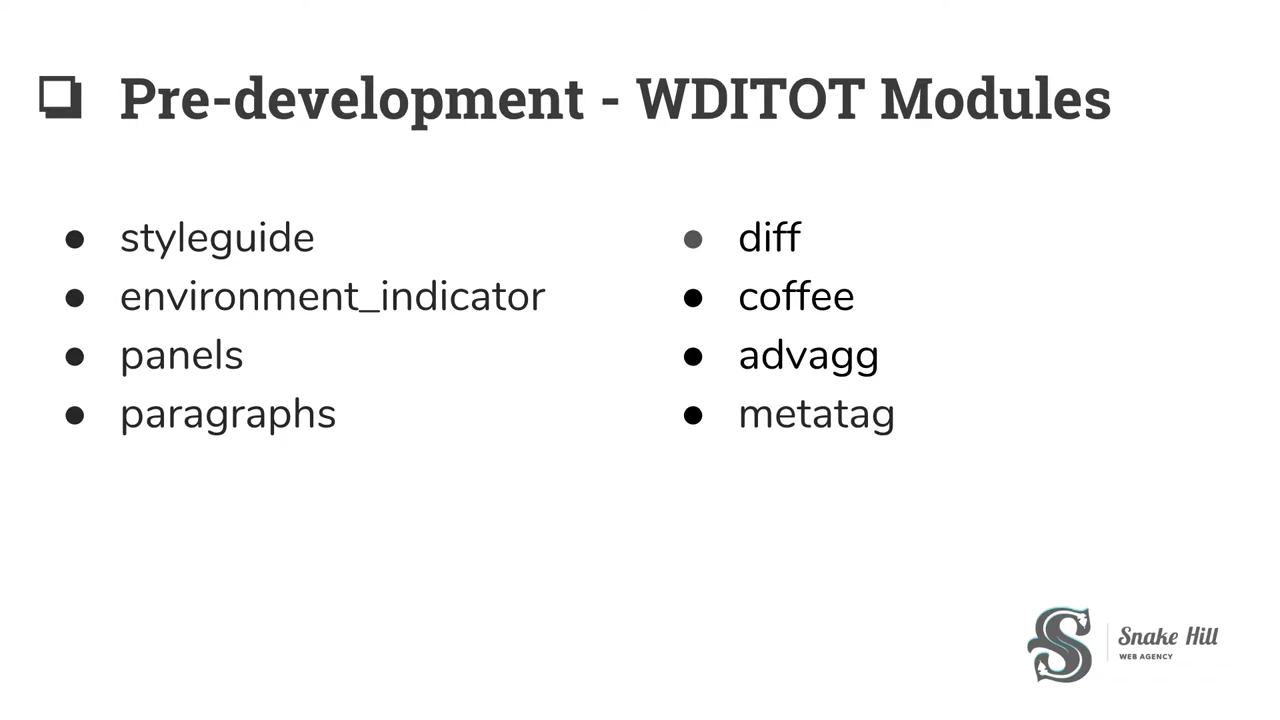 ❏ Pre-development - WDITOT Modules
● styleguide
● environment_indicator
● panels
● paragraphs
● diff
● coffee
● advagg
● metatag
Snake Hill
WEB AGENCY